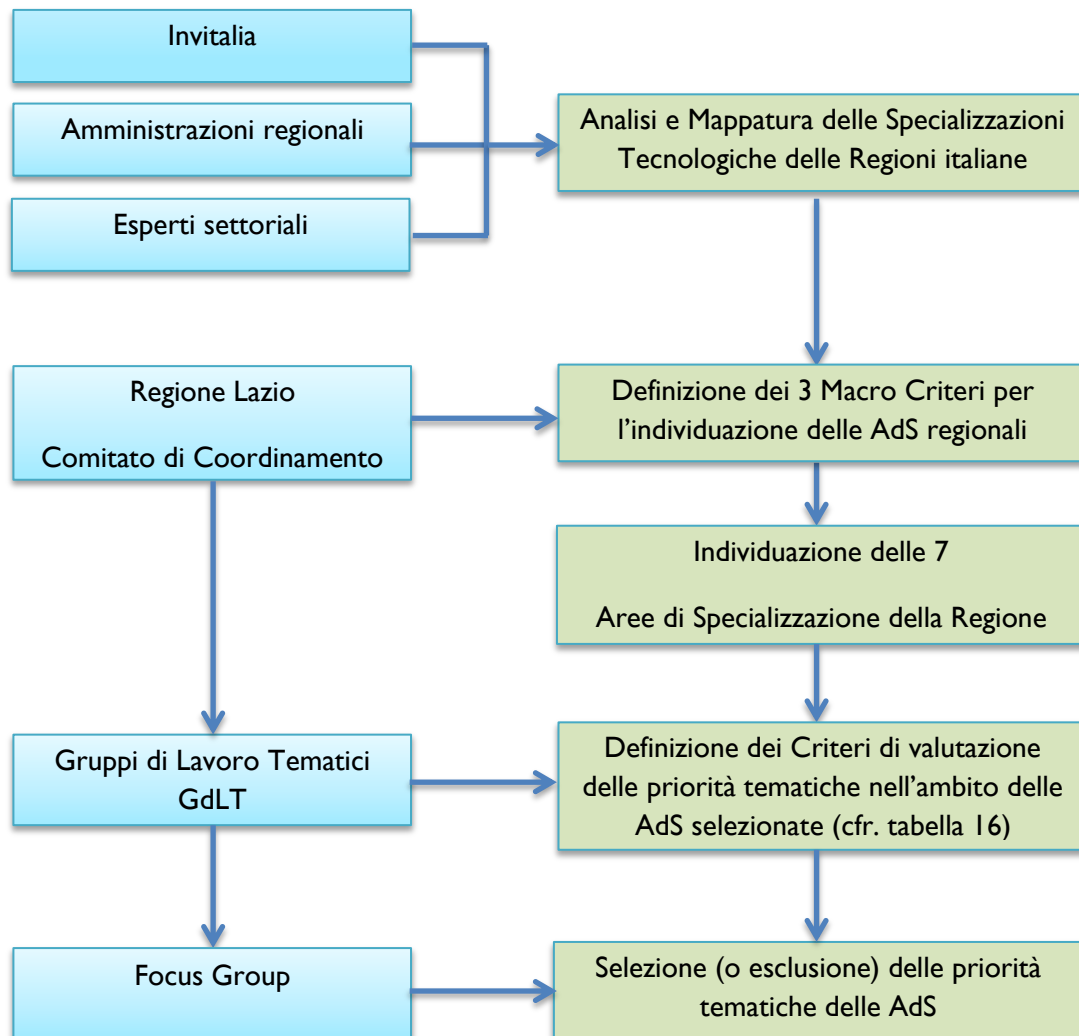 Invitalia
Amministrazioni regionali
Esperti settoriali
Analisi e Mappatura delle Specializzazioni
Tecnologiche delle Regioni italiane
Regione Lazio
Comitato di Coordinamento
Definizione dei 3 Macro Criteri per
l’individuazione delle AdS regionali
Individuazione delle 7
Aree di Specializzazione della Regione
Gruppi di Lavoro Tematici
GdLT
Definizione dei Criteri di valutazione
delle priorità tematiche nell’ambito delle
AdS selezionate (cfr. tabella 16)
Focus Group
Selezione (o esclusione) delle priorità
tematiche delle AdS